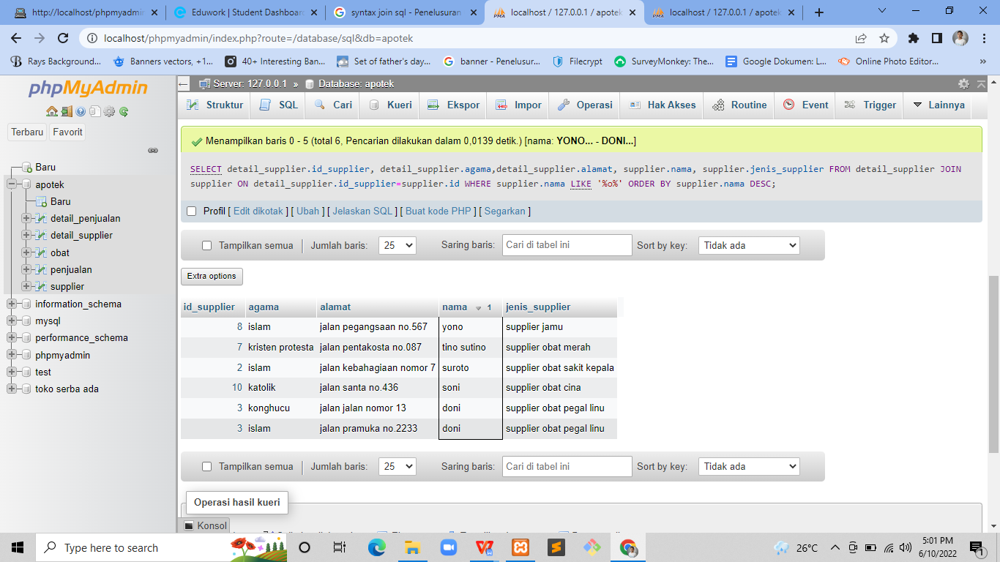 http://localhost/phpmyadmin
Eduwork | Student Dashboard
syntax join sql - Penelusuran
localhost / 127.0.0.1 / apotek
localhost / 127.0.0.1 / apotek
localhost/phpmyadmin/index.php?route=/database/sql&db=apotek
Rays Background...
Banners vectors, +1...
40+ Interesting Ban...
Set of father's day...
banner - Penelusur...
Filecrypt
SurveyMonkey: The...
Google Dokumen: L...
Online Photo Editor...
phpMyAdmin
Terbaru Favorit
Baru
apotek
Baru
detail_penjualan
detail_supplier
obat
penjualan
supplier
information_schema
mysql
performance_schema
phpmyadmin
test
toko serba ada
Server: 127.0.0.1 » Database: apotek
Struktur SQL Cari Kueri Ekspor Impor Operasi Hak Akses Routine Event Trigger Lainnya
Menampilkan baris 0 - 5 (total 6, Pencarian dilakukan dalam 0,0139 detik.) [nama: YONO... - DONI...]
SELECT detail_supplier.id_supplier, detail_supplier.agama,detail_supplier.alamat, supplier.nama, supplier.jenis_supplier FROM detail_supplier JOIN
supplier ON detail_supplier.id_supplier=supplier.id WHERE supplier.nama LIKE '%o%' ORDER BY supplier.nama DESC;
Profil [ Edit dikotak ] [ Ubah ] [ Jelaskan SQL ] [ Buat kode PHP ] [ Segarkan ]
Tampilkan semua | Jumlah baris: 25 Saring baris: Cari di tabel ini Sort by key: Tidak ada
Extra options
id_supplier agama alamat nama 1 jenis_supplier
8 islam jalan pegangsaan no.567 yono supplier jamu
7 kristen protesta jalan pentakosta no.087 tino sutino supplier obat merah
2 islam jalan kebahagiaan nomor 7 suroto supplier obat sakit kepala
10 katolik jalan santa no.436 soni supplier obat cina
3 konghucu jalan jalan nomor 13 doni supplier obat pegal linu
3 islam jalan pramuka no.2233 doni supplier obat pegal linu
Tampilkan semua | Jumlah baris: 25 Saring baris: Cari di tabel ini Sort by key: Tidak ada
Operasi hasil kueri
Konsol
Type here to search
26°C
5:01 PM
6/10/2022
1